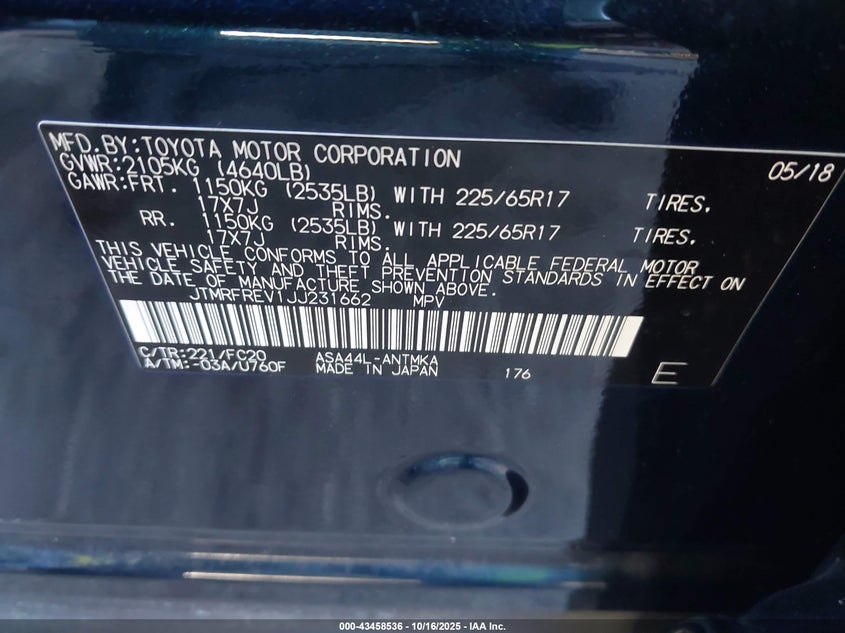 MFD.BY:TOYOTA MOTOR CORPORATION 05/18
GVWR:2105KG (4640LB)
GAWR:FRT. 1150KG (2535LB) WITH 225/65R17 TIRES.
17X7J RIMS.
RR. 1150KG (2535LB) WITH 225/65R17 TIRES.
17X7J RIMS.
THIS VEHICLE CONFORMS TO ALL APPLICABLE FEDERAL MOTOR
VEHICLE SAFETY AND THEFT PREVENTION STANDARDS IN EFFECT ON
THE DATE OF MANUFACTURE SHOWN ABOVE.
JTMRFREV1JJ231662 MPV
C/TR:221/FC20 ASA44L-ANTMKA
A/TM:-03A/U760F MADE IN JAPAN 176 E
000-43458536 - 10/16/2025 - IAA Inc.